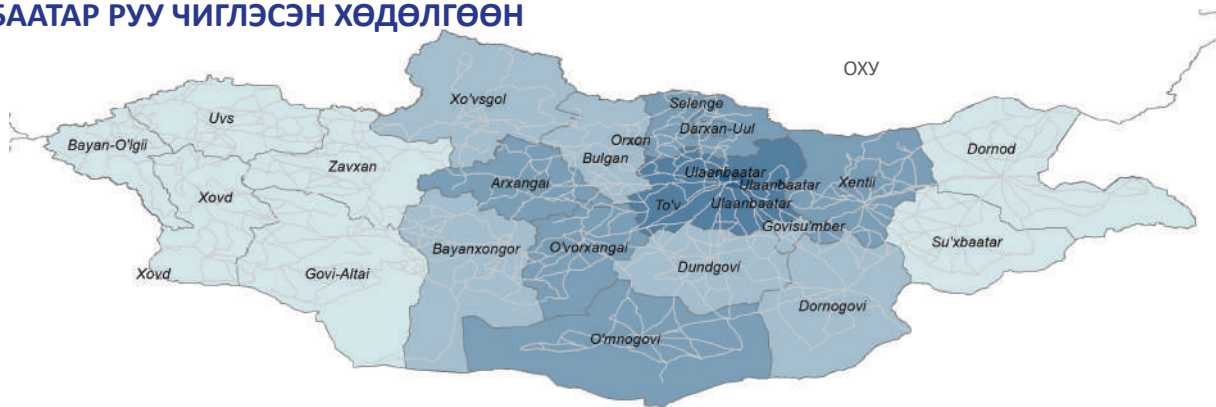 БААТАР РУУ ЧИГЛЭСЭН ХӨДӨЛГӨӨН
ОХУ
Xo'vsgol
Selenge
Uvs
Darxan-Uul
Orxon
Bayan-O'lgii
Bulgan
Dornod
Zavxan
Ulaanbaatar
Arxangai
Ulaanbaatar
Xentii
Xovd
To'v
Ulaanbaatar
Govisu'mber
Su'xbaatar
Bayanxongor
O'vorxangai
Dundgovi
Xovd
Govi-Altai
Dornogovi
O'mnogovi